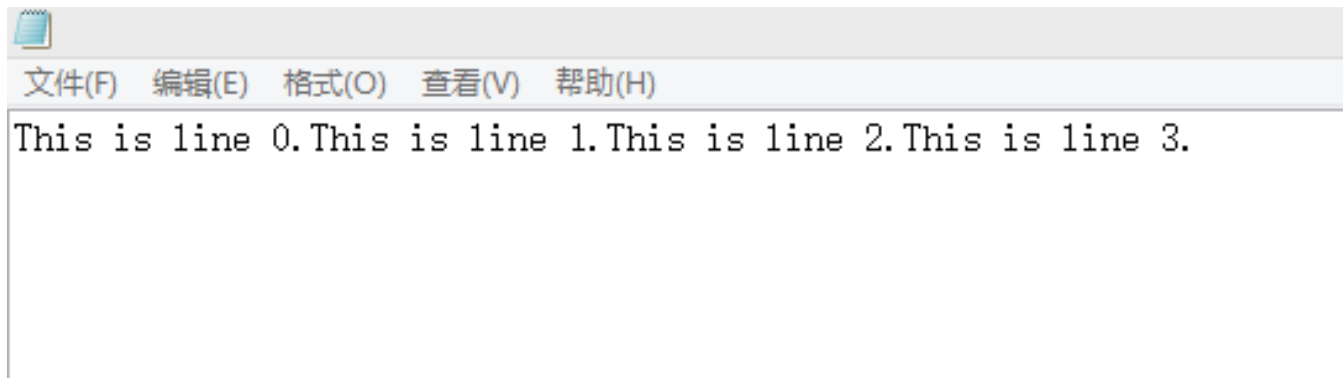 文件(F) 编辑(E) 格式(O) 查看(V) 帮助(H)
This is line 0.This is line 1.This is line 2.This is line 3.